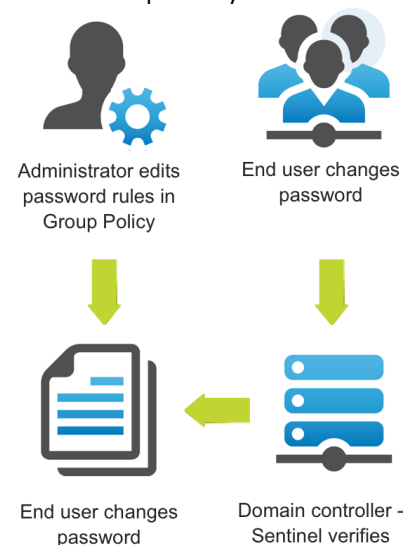 Administrator edits
password rules in
Group Policy
End user changes
password
End user changes
password
Domain controller -
Sentinel verifies